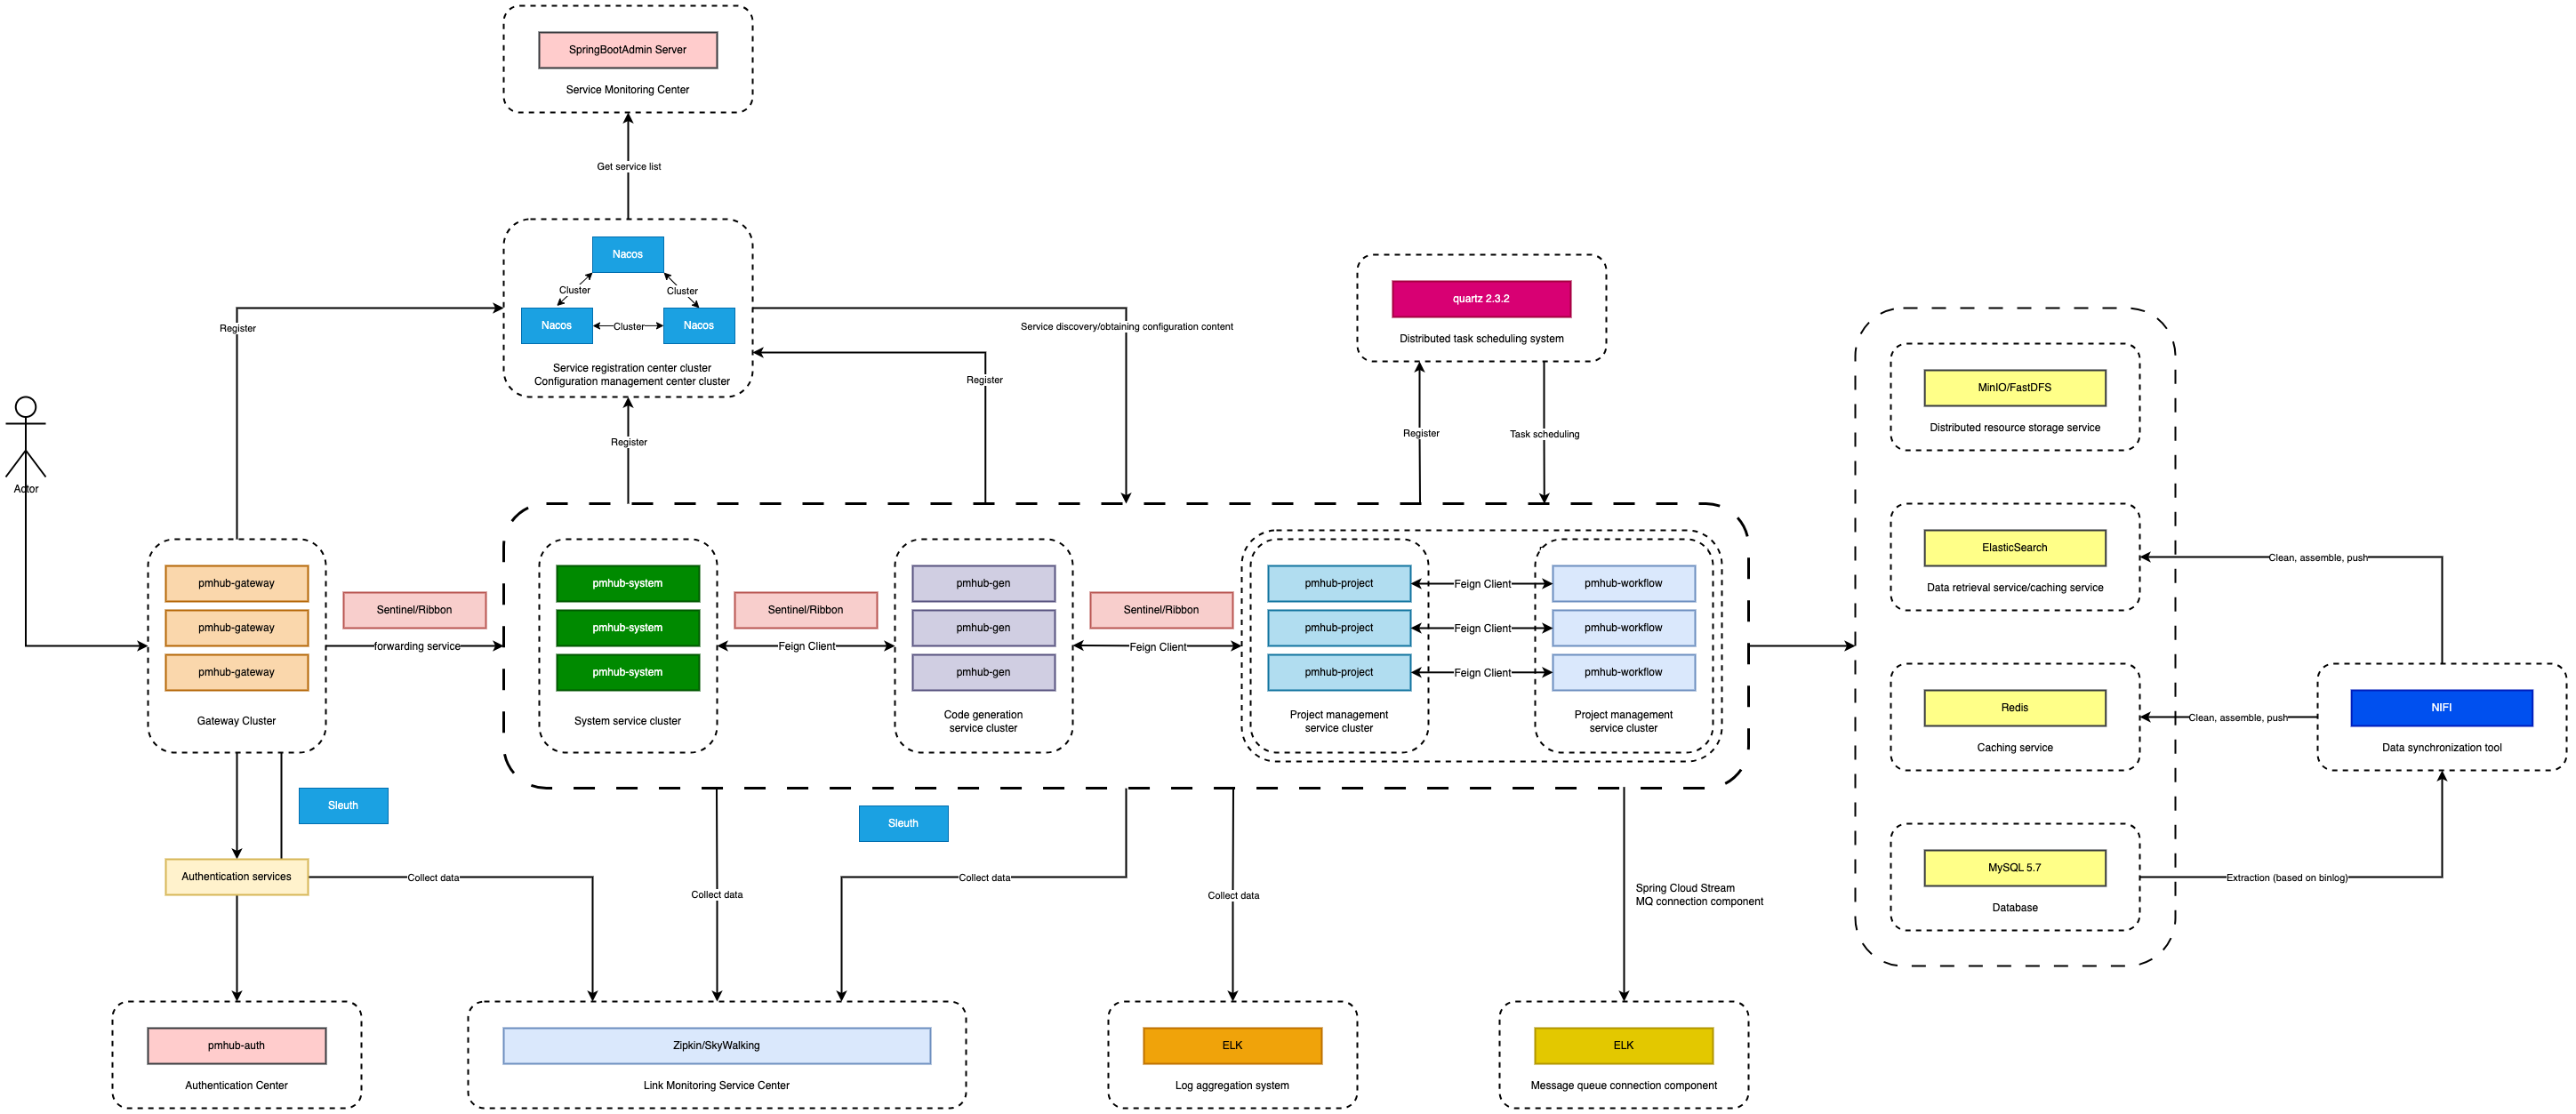 SpringBootAdmin Server
Service Monitoring Center
Get service list
Nacos
Cluster
Cluster
Nacos
Cluster
Nacos
Service registration center cluster
Configuration management center cluster
Register
Service discovery/obtaining configuration content
Register
Register
quartz 2.3.2
Distributed task scheduling system
Register
Task scheduling
Actor
pmhub-gateway
pmhub-gateway
pmhub-gateway
Gateway Cluster
Sentinel/Ribbon
forwarding service
pmhub-system
pmhub-system
pmhub-system
System service cluster
Sentinel/Ribbon
Feign Client
pmhub-gen
pmhub-gen
pmhub-gen
Code generation
service cluster
Sentinel/Ribbon
Feign Client
pmhub-project
pmhub-project
pmhub-project
Project management
service cluster
Feign Client
Feign Client
Feign Client
pmhub-workflow
pmhub-workflow
pmhub-workflow
Project management
service cluster
MinIO/FastDFS
Distributed resource storage service
ElasticSearch
Data retrieval service/caching service
Clean, assemble, push
Redis
Caching service
Clean, assemble, push
NIFI
Data synchronization tool
MySQL 5.7
Database
Extraction (based on binlog)
Sleuth
Sleuth
Authentication services
Collect data
Collect data
Collect data
Collect data
Spring Cloud Stream
MQ connection component
pmhub-auth
Authentication Center
Zipkin/SkyWalking
Link Monitoring Service Center
ELK
Log aggregation system
ELK
Message queue connection component